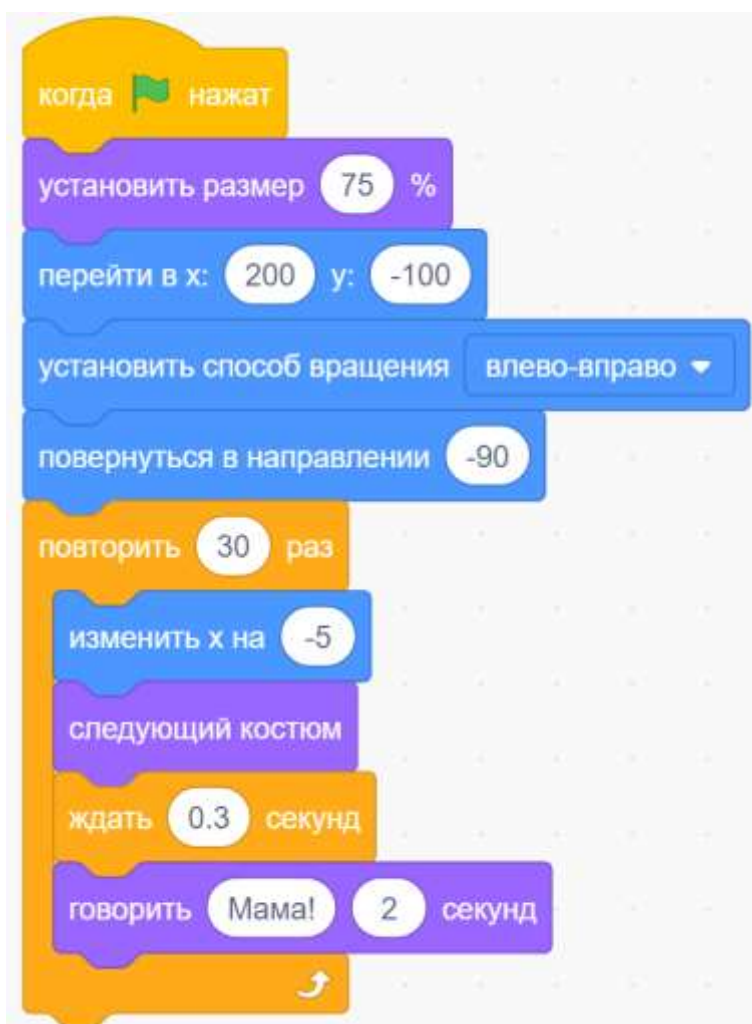 когда нажат
установить размер 75 %
перейти в x: 200 y: -100
установить способ вращения влево-вправо
повернуться в направлении -90
повторить 30 раз
изменить x на -5
следующий костюм
ждать 0.3 секунд
говорить Мама! 2 секунд